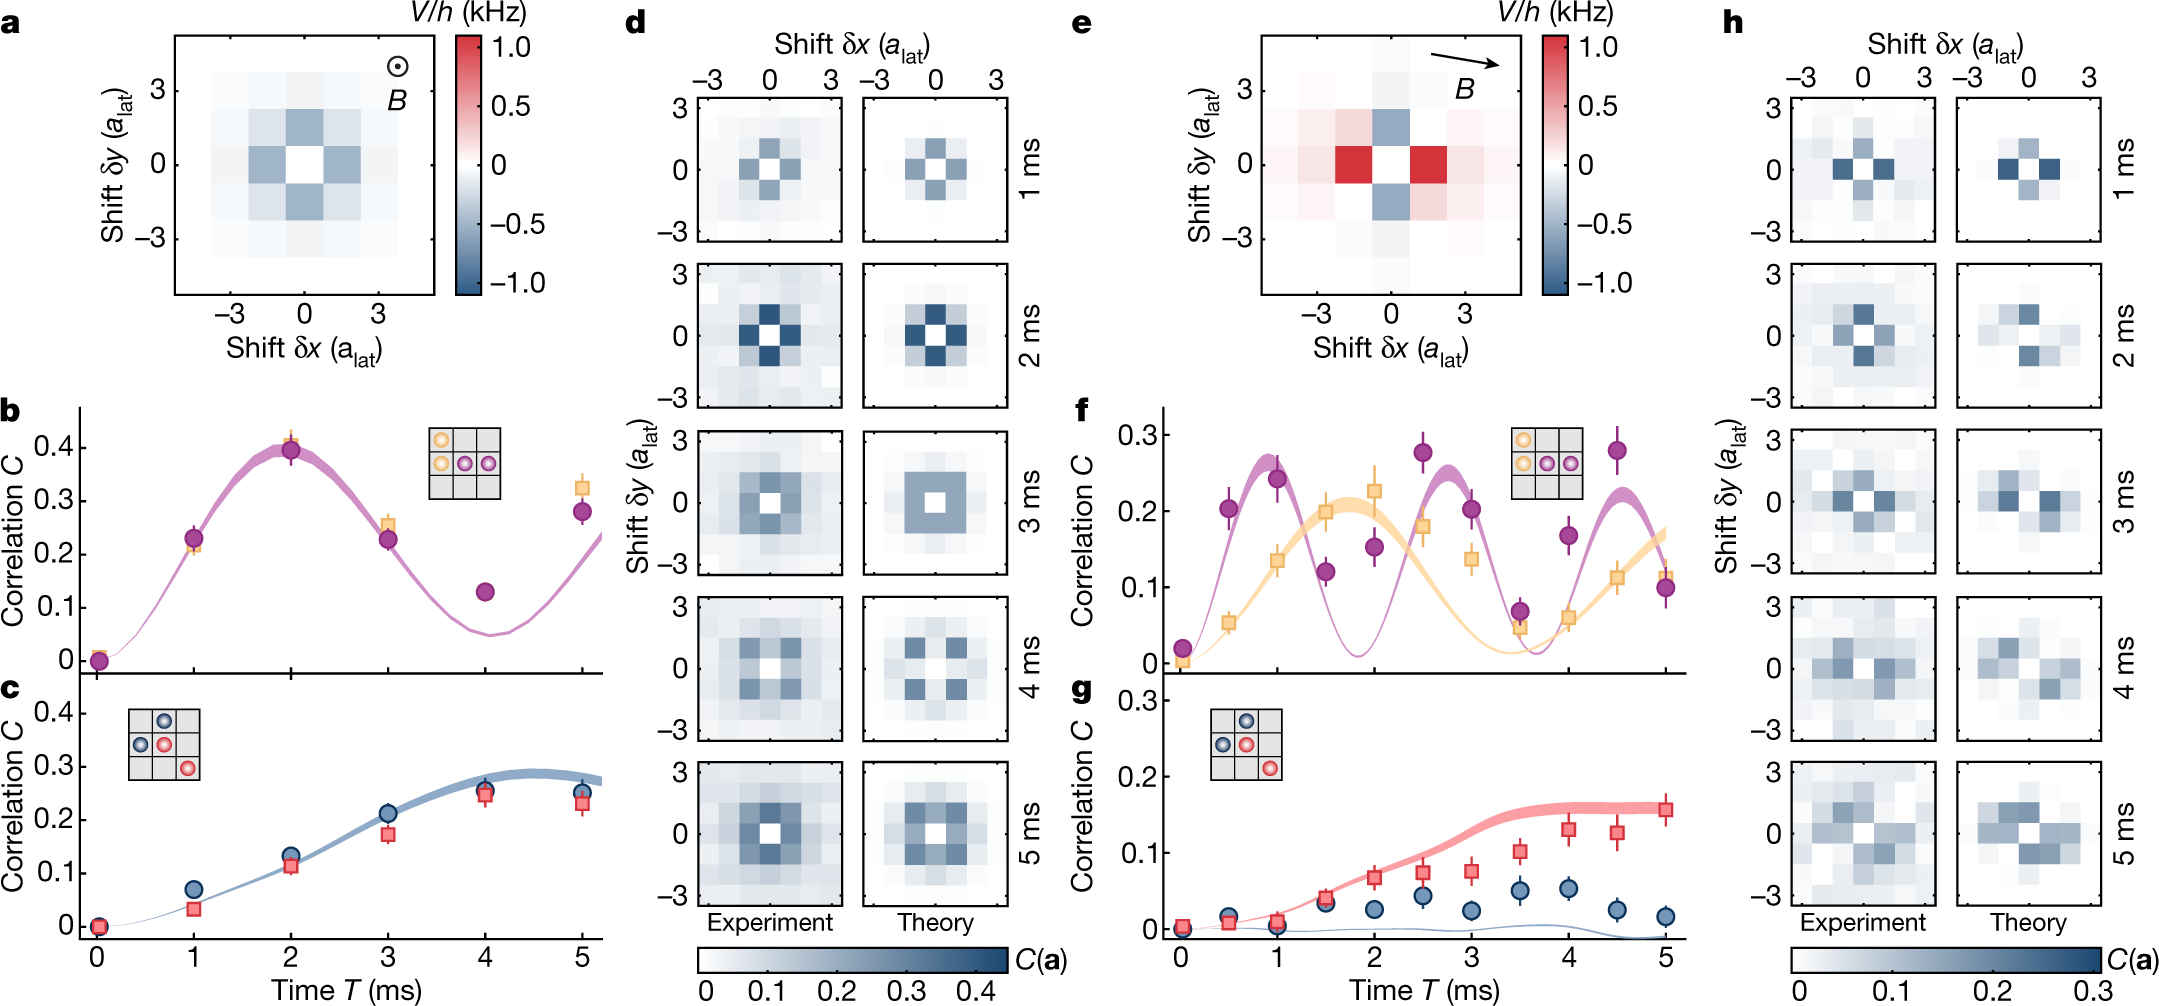 a
V/h (kHz)
B
1.0
0.5
0
−0.5
−1.0
3
0
−3
Shift δy (a_lat)
−3 0 3
Shift δx (a_lat)
b
Correlation C
0.4
0.3
0.2
0.1
0
c
Correlation C
0.4
0.3
0.2
0.1
0
0 1 2 3 4 5
Time T (ms)
d
Shift δx (a_lat)
−3 0 3 −3 0 3
3
0
−3
1 ms
3
0
−3
2 ms
Shift δy (a_lat)
3
0
−3
3 ms
3
0
−3
4 ms
3
0
−3
5 ms
Experiment Theory
C(a)
0 0.1 0.2 0.3 0.4
e
V/h (kHz)
B
1.0
0.5
0
−0.5
−1.0
3
0
−3
Shift δy (a_lat)
−3 0 3
Shift δx (a_lat)
f
Correlation C
0.3
0.2
0.1
0
g
Correlation C
0.3
0.2
0.1
0
0 1 2 3 4 5
Time T (ms)
h
Shift δx (a_lat)
−3 0 3 −3 0 3
3
0
−3
1 ms
3
0
−3
2 ms
Shift δy (a_lat)
3
0
−3
3 ms
3
0
−3
4 ms
3
0
−3
5 ms
Experiment Theory
C(a)
0 0.1 0.2 0.3